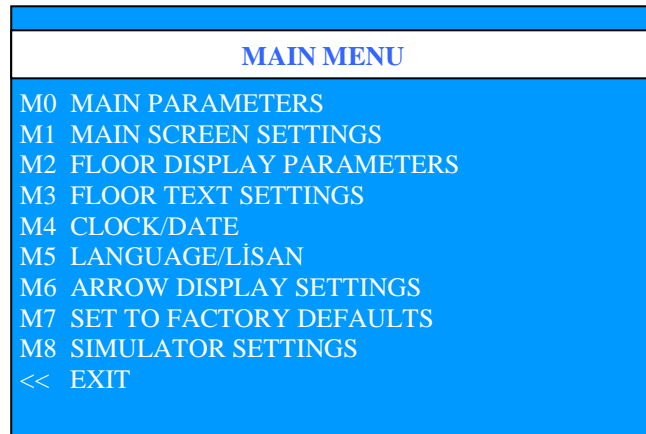 MAIN MENU
M0 MAIN PARAMETERS
M1 MAIN SCREEN SETTINGS
M2 FLOOR DISPLAY PARAMETERS
M3 FLOOR TEXT SETTINGS
M4 CLOCK/DATE
M5 LANGUAGE/LİSAN
M6 ARROW DISPLAY SETTINGS
M7 SET TO FACTORY DEFAULTS
M8 SIMULATOR SETTINGS
<< EXIT